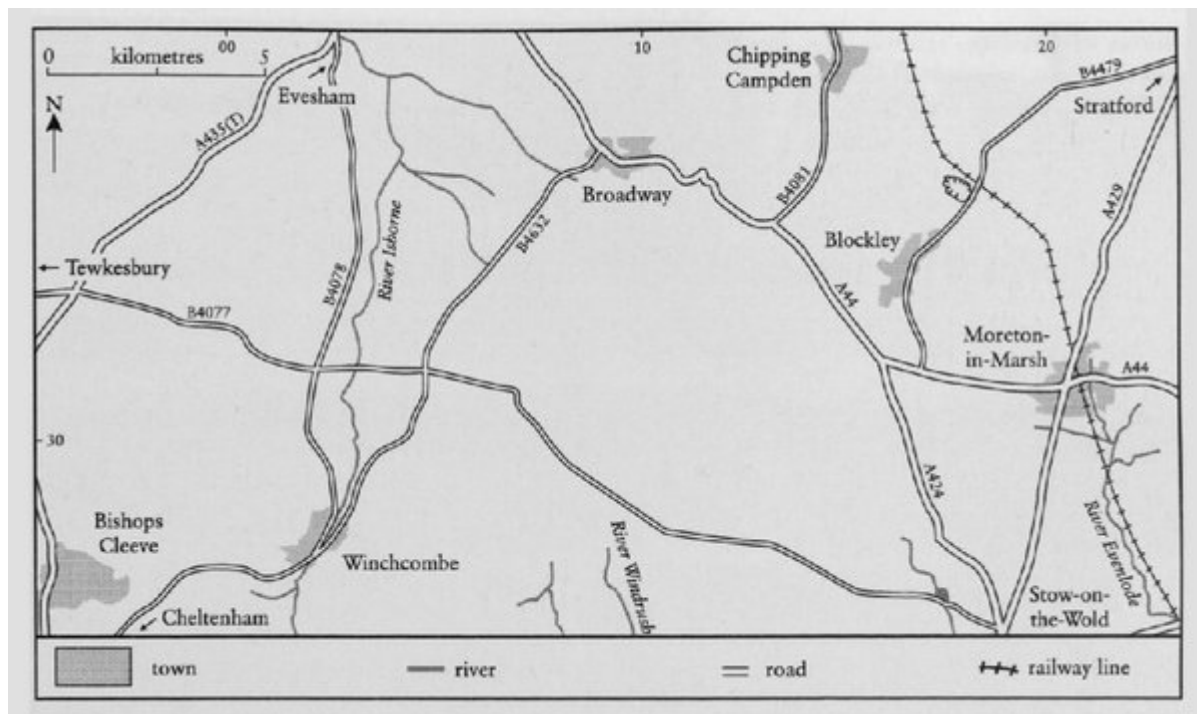 00
10
20
0
kilometres
5
N
Evesham
Chipping
Campden
B4479
Stratford
A435(T)
Broadway
B4081
A429
River Isborne
B4632
Blockley
Tewkesbury
B4078
A44
B4077
Moreton-
in-Marsh
A44
30
A424
Bishops
Cleeve
Winchcombe
River Windrush
River Evenlode
Stow-on-
the-Wold
Cheltenham
town
river
road
railway line